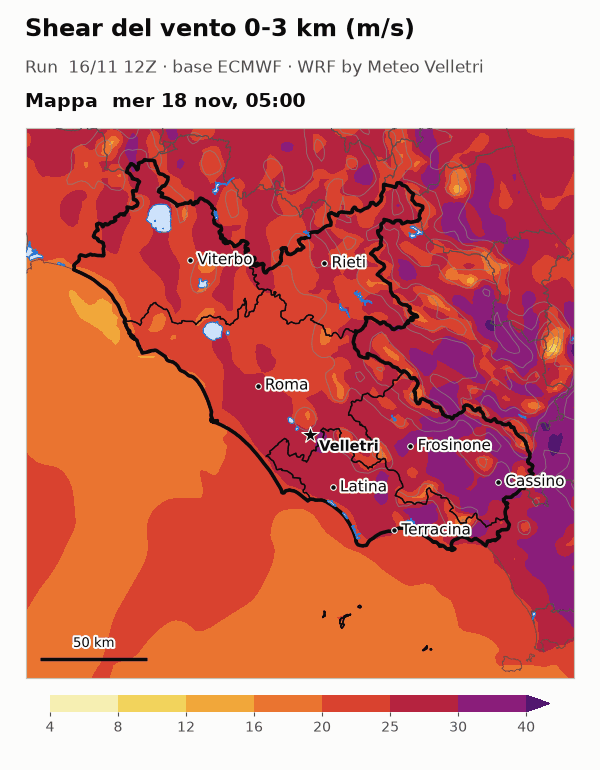 Shear del vento 0-3 km (m/s)
Run 16/11 12Z · base ECMWF · WRF by Meteo Velletri
Mappa mer 18 nov, 05:00
Viterbo
Rieti
Roma
Velletri
Frosinone
Cassino
Latina
Terracina
50 km
4 8 12 16 20 25 30 40